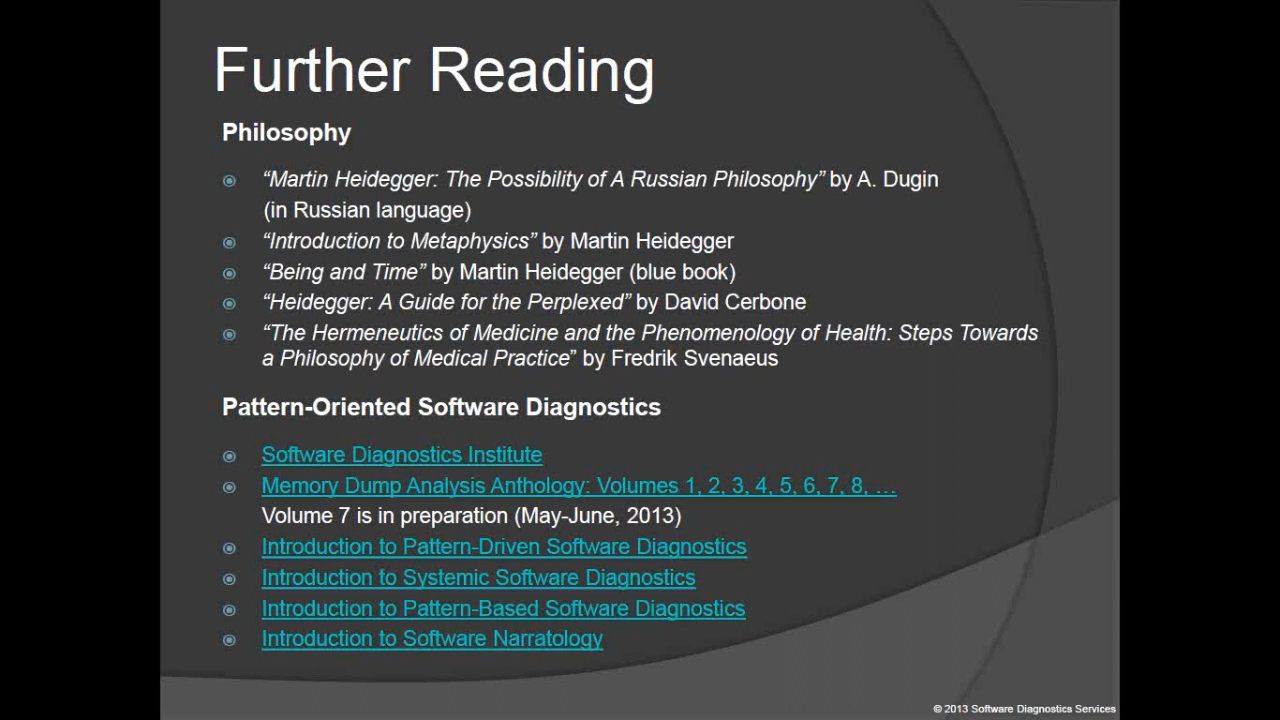 Further Reading
Philosophy
“Martin Heidegger: The Possibility of A Russian Philosophy” by A. Dugin
(in Russian language)
“Introduction to Metaphysics” by Martin Heidegger
“Being and Time” by Martin Heidegger (blue book)
“Heidegger: A Guide for the Perplexed” by David Cerbone
“The Hermeneutics of Medicine and the Phenomenology of Health: Steps Towards
a Philosophy of Medical Practice” by Fredrik Svenaeus
Pattern-Oriented Software Diagnostics
Software Diagnostics Institute
Memory Dump Analysis Anthology: Volumes 1, 2, 3, 4, 5, 6, 7, 8, …
Volume 7 is in preparation (May-June, 2013)
Introduction to Pattern-Driven Software Diagnostics
Introduction to Systemic Software Diagnostics
Introduction to Pattern-Based Software Diagnostics
Introduction to Software Narratology
© 2013 Software Diagnostics Services